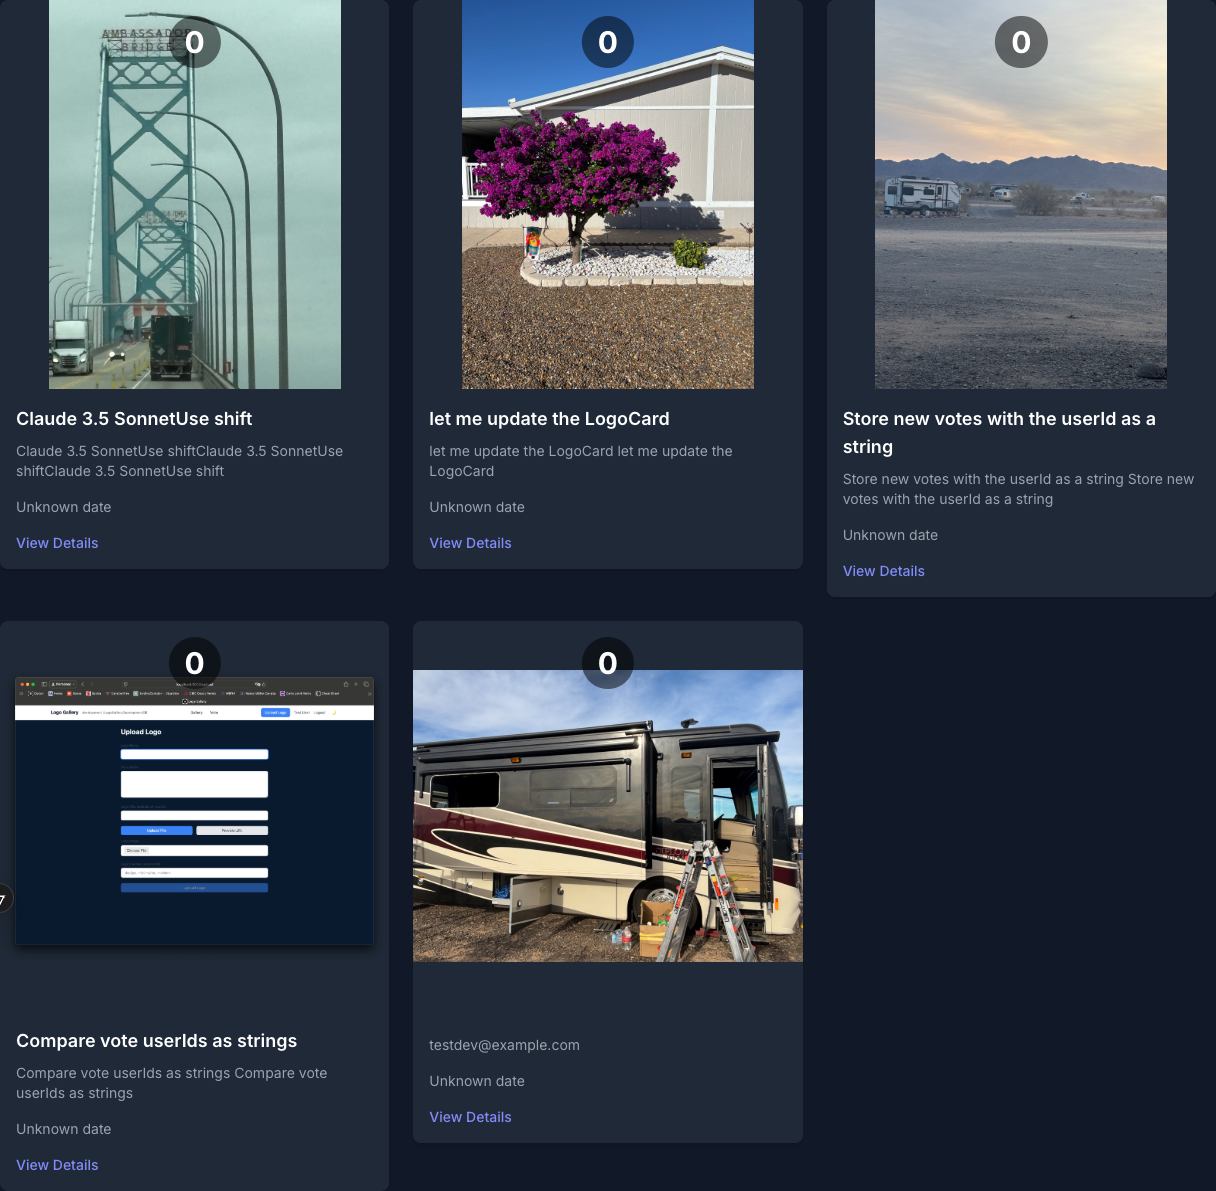 AMBASSADOR
BRIDGE
0
0
0
Claude 3.5 SonnetUse shift
Claude 3.5 SonnetUse shiftClaude 3.5 SonnetUse
shiftClaude 3.5 SonnetUse shift
Unknown date
View Details
let me update the LogoCard
let me update the LogoCard let me update the
LogoCard
Unknown date
View Details
Store new votes with the userId as a
string
Store new votes with the userId as a string Store new
votes with the userId as a string
Unknown date
View Details
0
Logo Gallery
Gallery
Vote
Upload Logo
Logout
Upload Logo
Upload File
Provide URL
Choose File
Compare vote userIds as strings
Compare vote userIds as strings Compare vote
userIds as strings
Unknown date
View Details
0
testdev@example.com
Unknown date
View Details